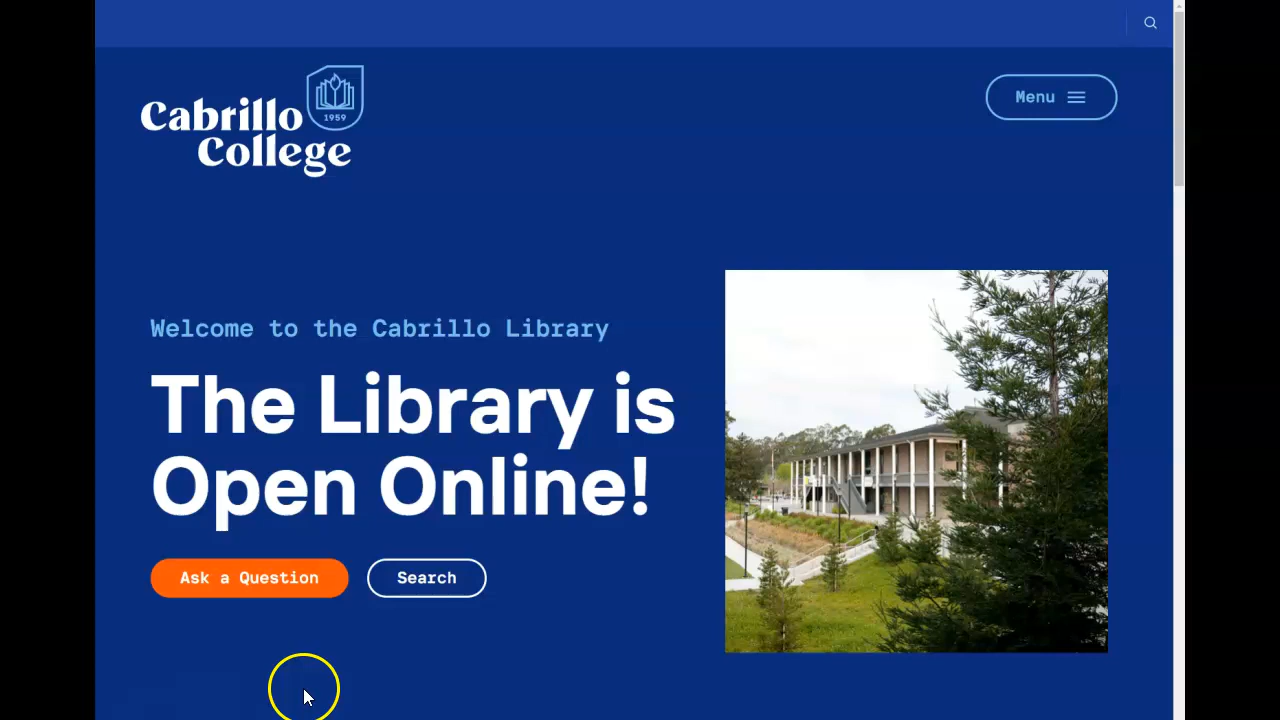 Menu
Cabrillo
College
1959
Welcome to the Cabrillo Library
The Library is
Open Online!
Ask a Question
Search